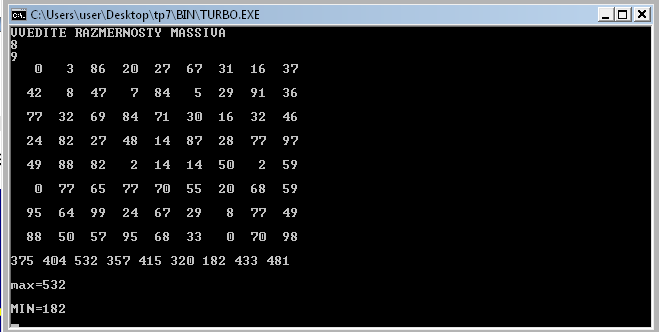 C:\Users\user\Desktop\tp7\BIN\TURBO.EXE
VVEDITE RAZMERNOSTY MASSIVA
8
9
0 3 86 20 27 67 31 16 37
42 8 47 7 84 5 29 91 36
77 32 69 84 71 30 16 32 46
24 82 27 48 14 87 28 77 97
49 88 82 2 14 14 50 2 59
0 77 65 77 70 55 20 68 59
95 64 99 24 67 29 8 77 49
88 50 57 95 68 33 0 70 98
375 404 532 357 415 320 182 433 481
max=532
MIN=182